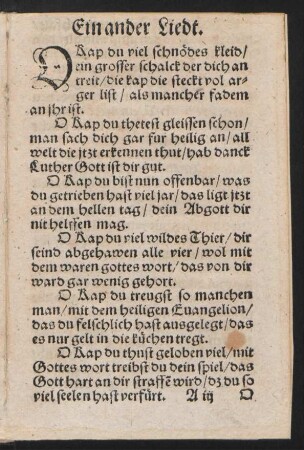 Ein ander Liedt.
O Kap du viel schnödes kleid/
ein grosser schalck der dich an
treit/die kap die steckt vol ar-
ger list/als mancher fadem
an jhr ist.
O Kap du thetest gleissen schon/
man sach dich gar fur heilig an/all
welt die jtzt erkennen thut/hab danck
Luther Gott ist dir gut.
O Kap du bist nun offenbar/was
du getrieben hast viel jar/das ligt jtzt
an dem hellen tag/dein Abgott dir
nit helffen mag.
O Kap du viel wildes Thier/dir
seind abgehawen alle vier/wol mit
dem waren gottes wort/das von dir
ward gar wenig gehort.
O Kap du treugst so manchen
man/mit dem heiligen Euangelion/
das du felschlich hast ausgelegt/das
es nur gelt in die küchen tregt.
O Kap du thust geloben viel/mit
Gottes wort treibst du dein spiel/das
Gott hart an dir straffẽ wird/dz du so
viel seelen hast verfürt. A iij O